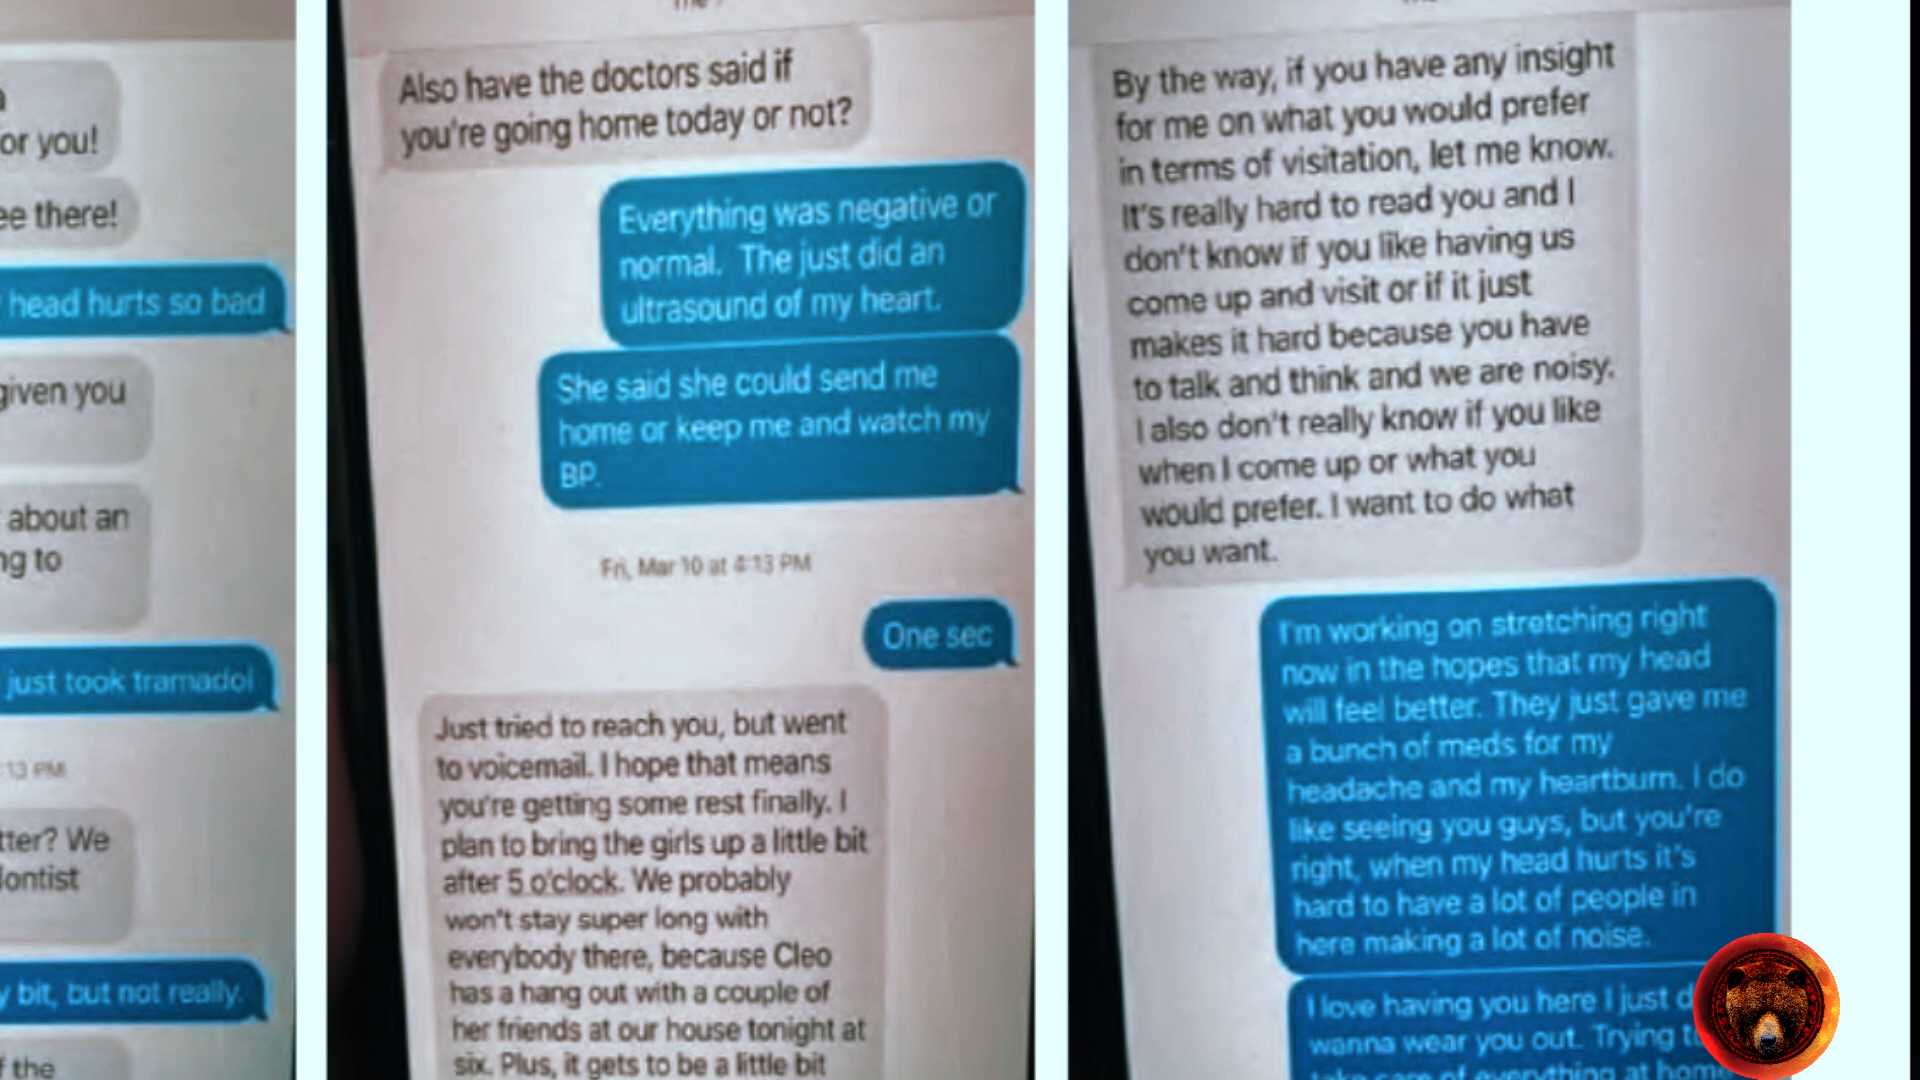 or you!
ee there!
head hurts so bad
given you
about an
ng to
just took tramadol
13 PM
tter? We
lontist
y bit, but not really.
f the
Also have the doctors said if
you're going home today or not?
Everything was negative or
normal. The just did an
ultrasound of my heart.
She said she could send me
home or keep me and watch my
BP.
Fri, Mar 10 at 4:13 PM
One sec
Just tried to reach you, but went
to voicemail. I hope that means
you're getting some rest finally. I
plan to bring the girls up a little bit
after 5 o'clock. We probably
won't stay super long with
everybody there, because Cleo
has a hang out with a couple of
her friends at our house tonight at
six. Plus, it gets to be a little bit
By the way, if you have any insight
for me on what you would prefer
in terms of visitation, let me know.
It's really hard to read you and I
don't know if you like having us
come up and visit or if it just
makes it hard because you have
to talk and think and we are noisy.
I also don't really know if you like
when I come up or what you
would prefer. I want to do what
you want.
I'm working on stretching right
now in the hopes that my head
will feel better. They just gave me
a bunch of meds for my
headache and my heartburn. I do
like seeing you guys, but you're
right, when my head hurts it's
hard to have a lot of people in
here making a lot of noise.
I love having you here I just d
wanna wear you out. Trying t
take care of everything at hom